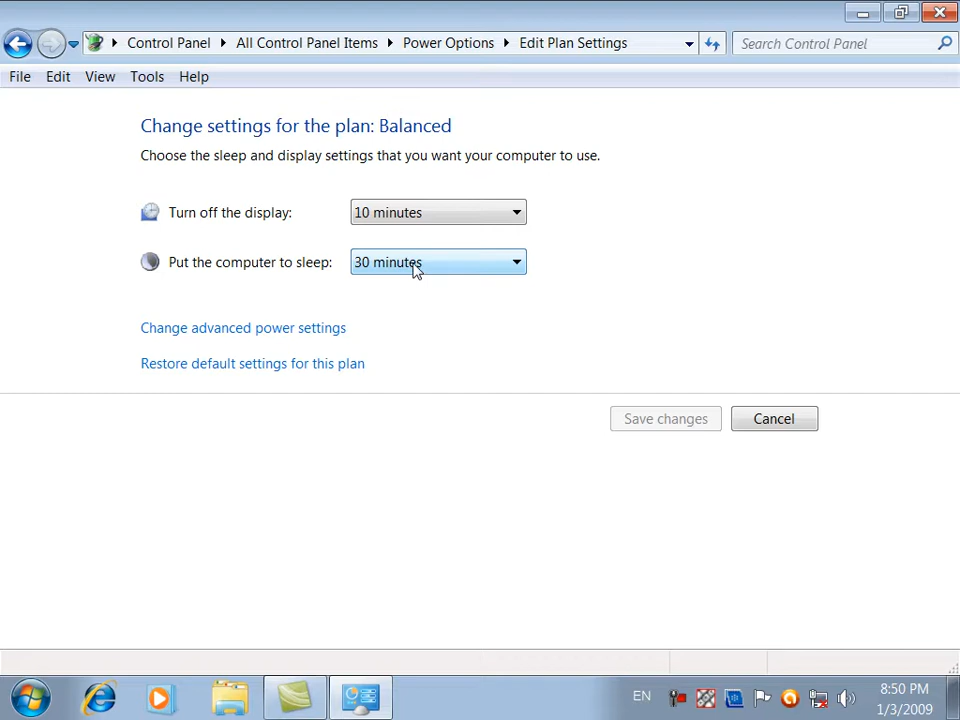 Control Panel All Control Panel Items Power Options Edit Plan Settings Search Control Panel
File Edit View Tools Help
Change settings for the plan: Balanced
Choose the sleep and display settings that you want your computer to use.
Turn off the display: 10 minutes
Put the computer to sleep: 30 minutes
Change advanced power settings
Restore default settings for this plan
Save changes Cancel
EN 8:50 PM
1/3/2009